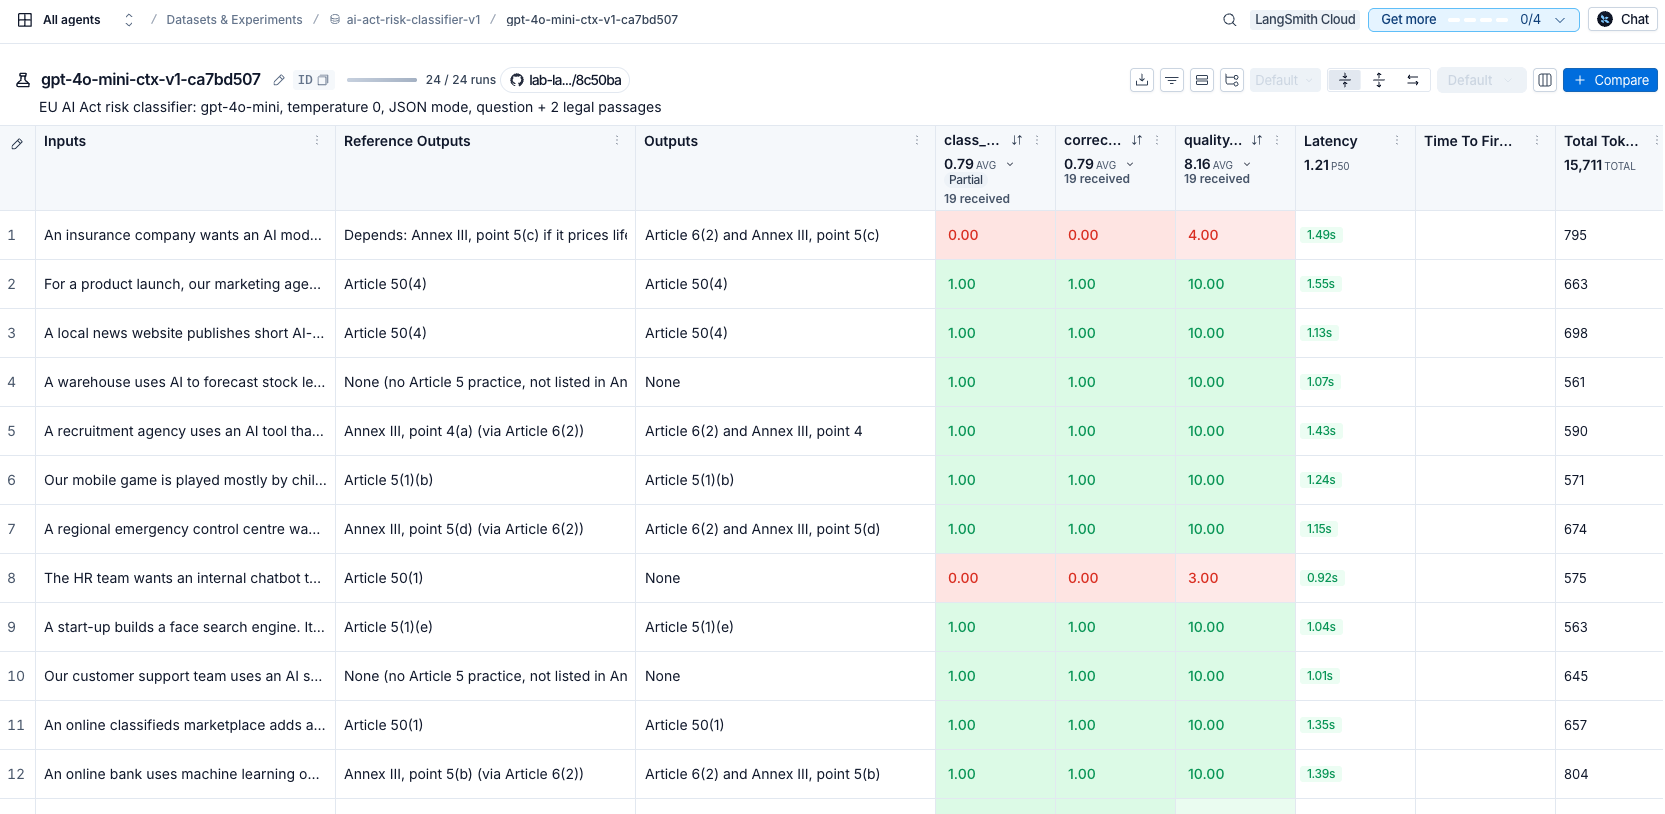 All agents / Datasets & Experiments / ai-act-risk-classifier-v1 / gpt-4o-mini-ctx-v1-ca7bd507 LangSmith Cloud Get more 0/4 Chat
gpt-4o-mini-ctx-v1-ca7bd507 ID 24 / 24 runs lab-la.../8c50ba Default Default + Compare
EU AI Act risk classifier: gpt-4o-mini, temperature 0, JSON mode, question + 2 legal passages
Inputs Reference Outputs Outputs class_... correc... quality... Latency Time To Fir... Total Tok...
0.79 AVG 0.79 AVG 8.16 AVG 1.21 P50 15,711 TOTAL
Partial 19 received 19 received
19 received
1 An insurance company wants an AI mod... Depends: Annex III, point 5(c) if it prices life Article 6(2) and Annex III, point 5(c) 0.00 0.00 4.00 1.49s 795
2 For a product launch, our marketing age... Article 50(4) Article 50(4) 1.00 1.00 10.00 1.55s 663
3 A local news website publishes short AI-... Article 50(4) Article 50(4) 1.00 1.00 10.00 1.13s 698
4 A warehouse uses AI to forecast stock le... None (no Article 5 practice, not listed in An None 1.00 1.00 10.00 1.07s 561
5 A recruitment agency uses an AI tool tha... Annex III, point 4(a) (via Article 6(2)) Article 6(2) and Annex III, point 4 1.00 1.00 10.00 1.43s 590
6 Our mobile game is played mostly by chil... Article 5(1)(b) Article 5(1)(b) 1.00 1.00 10.00 1.24s 571
7 A regional emergency control centre wa... Annex III, point 5(d) (via Article 6(2)) Article 6(2) and Annex III, point 5(d) 1.00 1.00 10.00 1.15s 674
8 The HR team wants an internal chatbot t... Article 50(1) None 0.00 0.00 3.00 0.92s 575
9 A start-up builds a face search engine. It... Article 5(1)(e) Article 5(1)(e) 1.00 1.00 10.00 1.04s 563
10 Our customer support team uses an AI s... None (no Article 5 practice, not listed in An None 1.00 1.00 10.00 1.01s 645
11 An online classifieds marketplace adds a... Article 50(1) Article 50(1) 1.00 1.00 10.00 1.35s 657
12 An online bank uses machine learning o... Annex III, point 5(b) (via Article 6(2)) Article 6(2) and Annex III, point 5(b) 1.00 1.00 10.00 1.39s 804